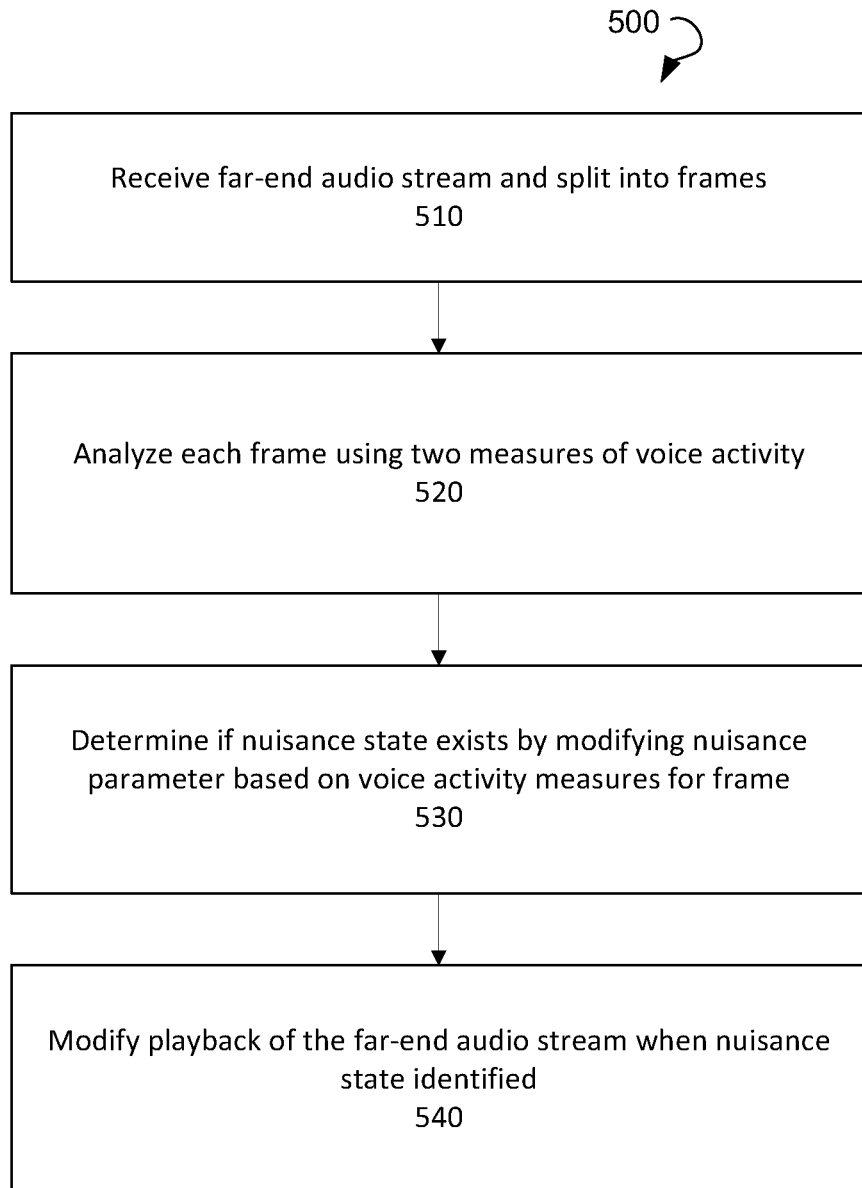 500
Receive far-end audio stream and split into frames
510
Analyze each frame using two measures of voice activity
520
Determine if nuisance state exists by modifying nuisance
parameter based on voice activity measures for frame
530
Modify playback of the far-end audio stream when nuisance
state identified
540